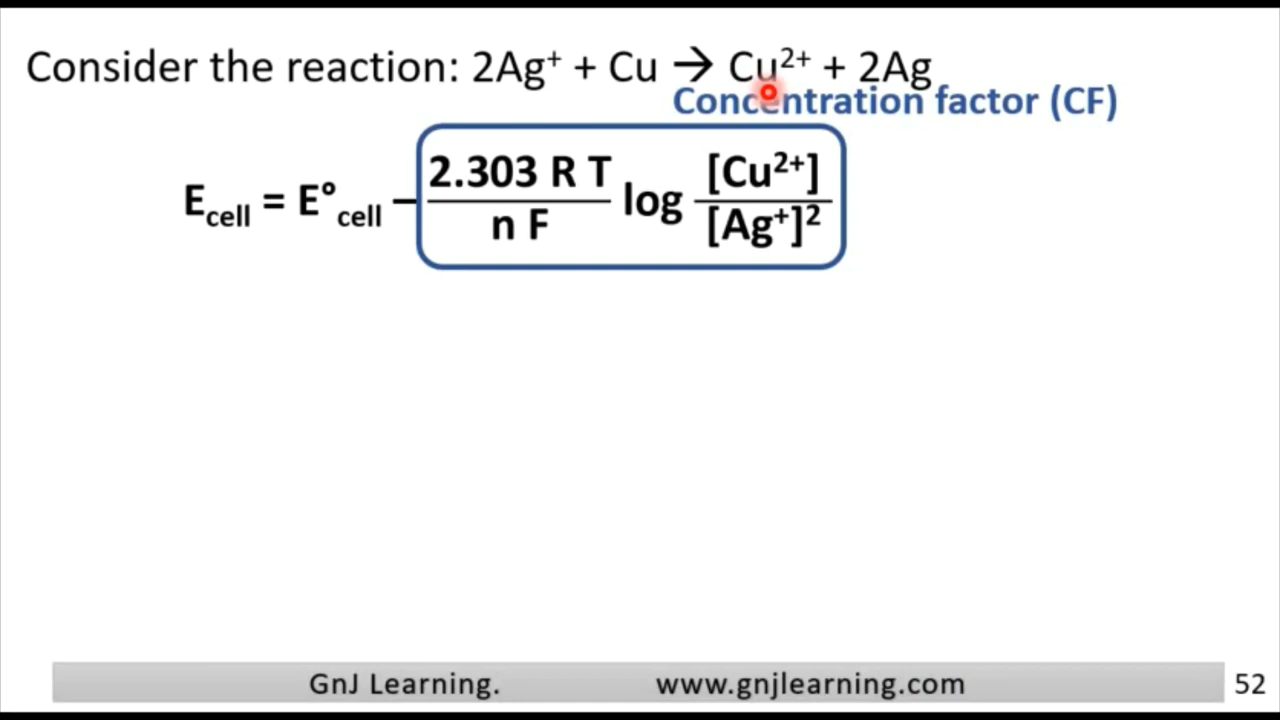 Consider the reaction: 2Ag⁺ + Cu → Cu²⁺ + 2Ag
Concentration factor (CF)
E_cell = E°_cell − (2.303 R T / n F) log ([Cu²⁺] / [Ag⁺]²)
GnJ Learning. www.gnjlearning.com 52